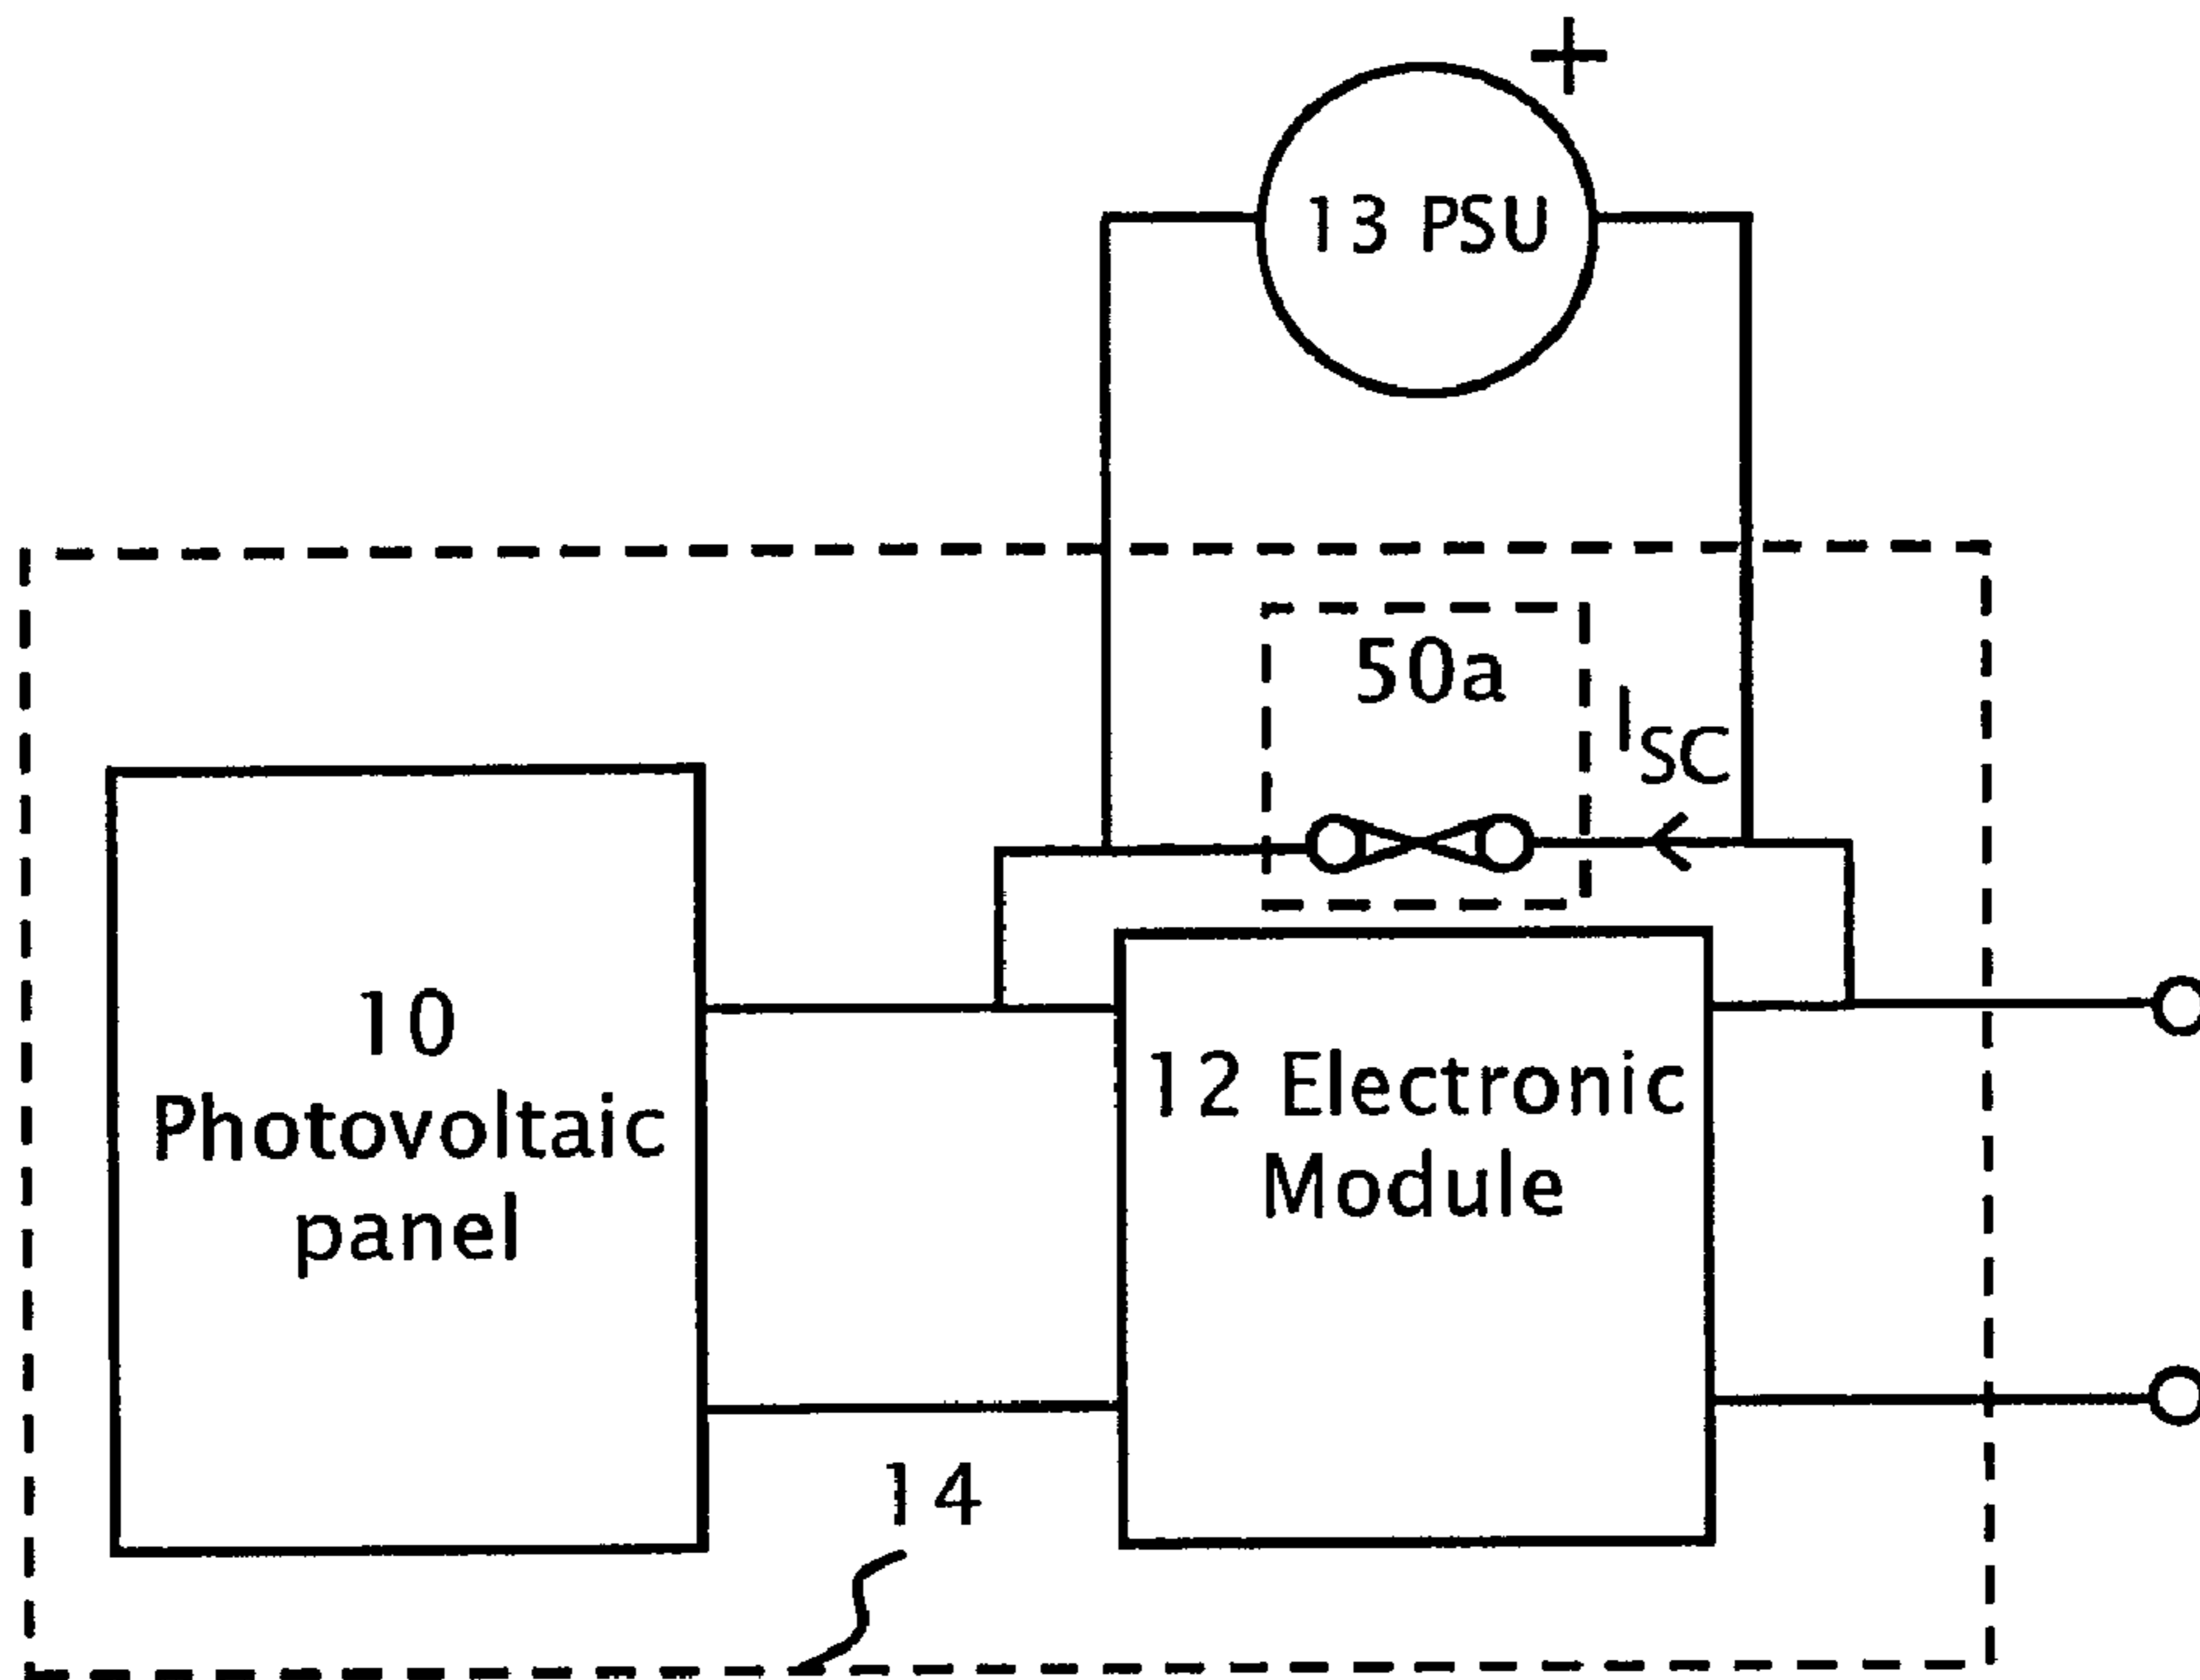 +
13 PSU
50a
ISC
10
Photovoltaic
panel
12 Electronic
Module
14